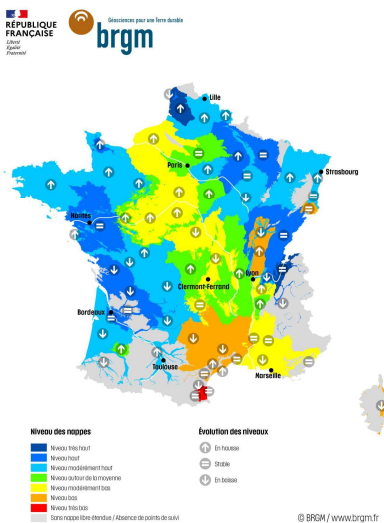 RÉPUBLIQUE
FRANÇAISE
Liberté
Égalité
Fraternité
Géosciences pour une Terre durable
brgm
Lille
Paris
Strasbourg
Nantes
Clermont-Ferrand
Lyon
Bordeaux
Toulouse
Marseille
Niveau des nappes
Niveau très haut
Niveau haut
Niveau modérément haut
Niveau autour de la moyenne
Niveau modérément bas
Niveau bas
Niveau très bas
Sans nappe libre étendue / Absence de points de suivi
Évolution des niveaux
En hausse
Stable
En baisse
© BRGM / www.brgm.fr